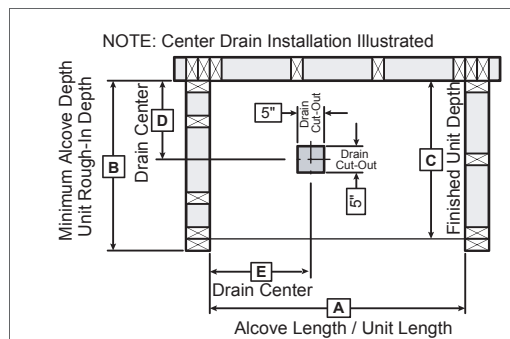 NOTE: Center Drain Installation Illustrated
Minimum Alcove Depth
Unit Rough-In Depth
B
Drain Center
D
5"
Drain
Cut-Out
Drain
Cut-Out
5"
C
Finished Unit Depth
E
Drain Center
A
Alcove Length / Unit Length